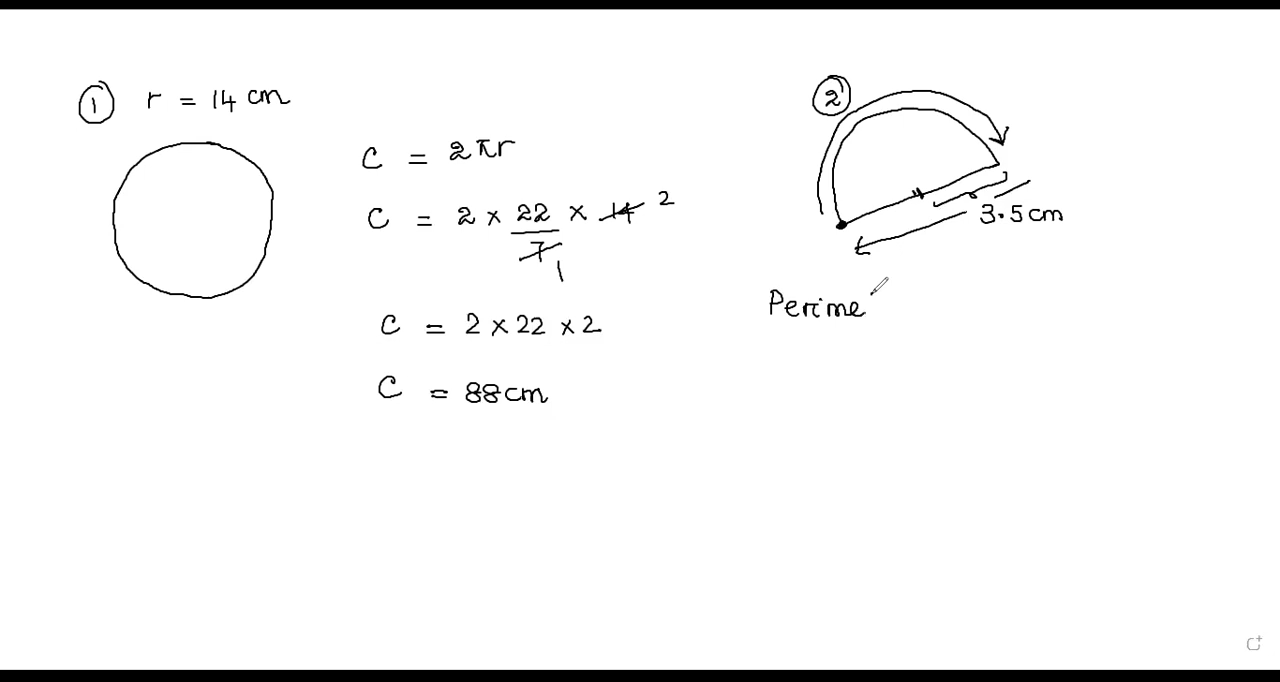 ① r = 14 cm
C = 2πr
C = 2 × 22/7 × 14 2
1
C = 2 × 22 × 2
C = 88cm
②
3.5cm
Perime